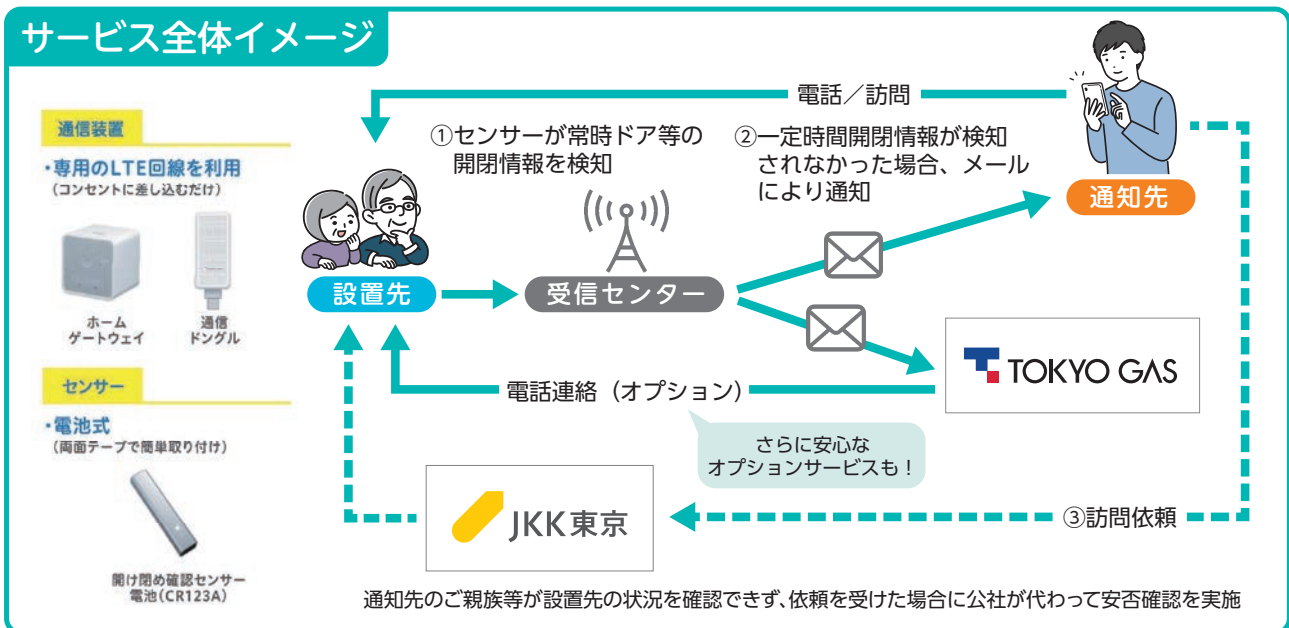 サービス全体イメージ
通信装置
・専用のLTE回線を利用
(コンセントに差し込むだけ)
ホーム
ゲートウェイ
通信
ドングル
センサー
・電池式
(両面テープで簡単取り付け)
開け閉め確認センサー
電池(CR123A)
電話／訪問
①センサーが常時ドア等の
開閉情報を検知
②一定時間開閉情報が検知
されなかった場合、メール
により通知
通知先
設置先
受信センター
TOKYO GAS
電話連絡（オプション）
さらに安心な
オプションサービスも！
JKK東京
③訪問依頼
通知先のご親族等が設置先の状況を確認できず、依頼を受けた場合に公社が代わって安否確認を実施